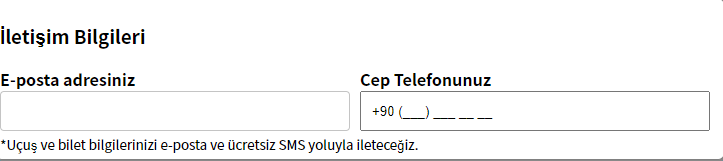 İletişim Bilgileri
E-posta adresiniz Cep Telefonunuz
+90 (___) ___ __ __
*Uçuş ve bilet bilgilerinizi e-posta ve ücretsiz SMS yoluyla ileteceğiz.